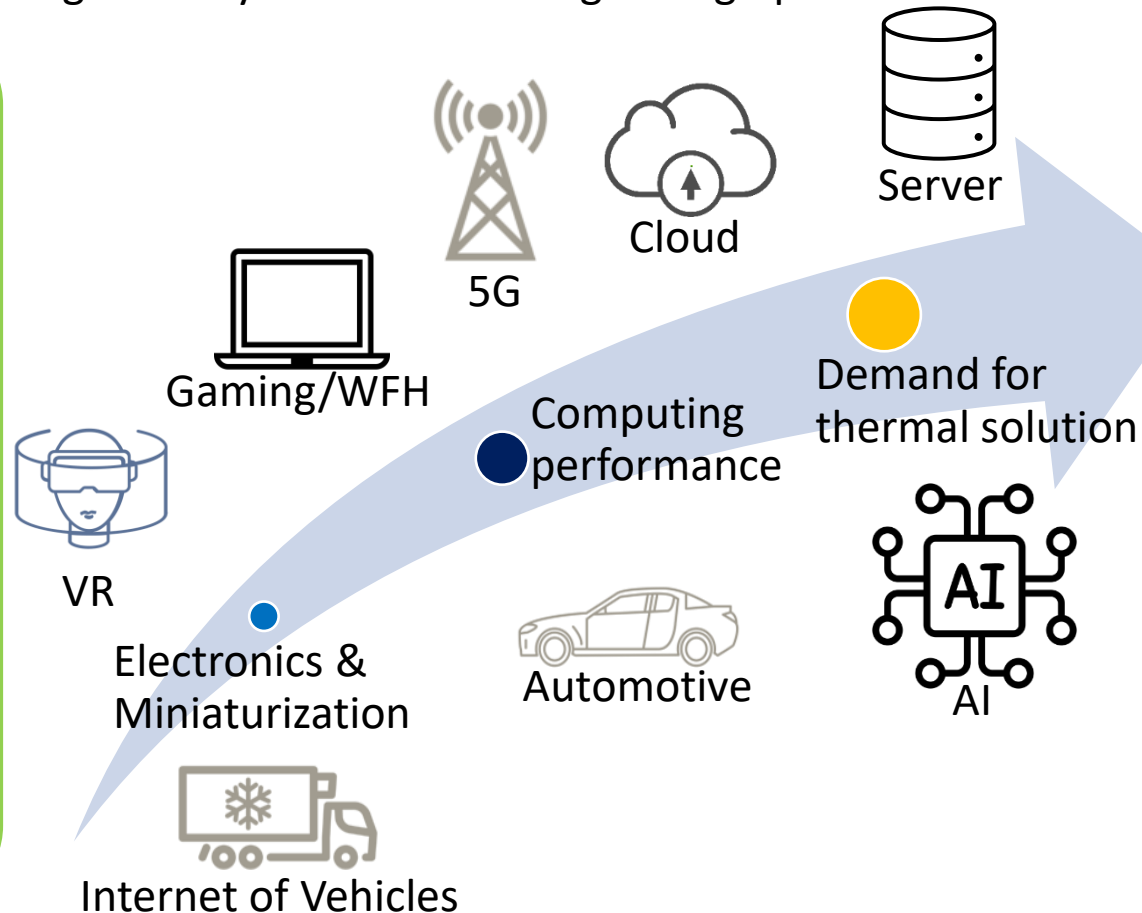 Server
Cloud
5G
Gaming/WFH
Demand for
thermal solution
Computing
performance
VR
AI
Electronics &
Miniaturization
Automotive
AI
Internet of Vehicles